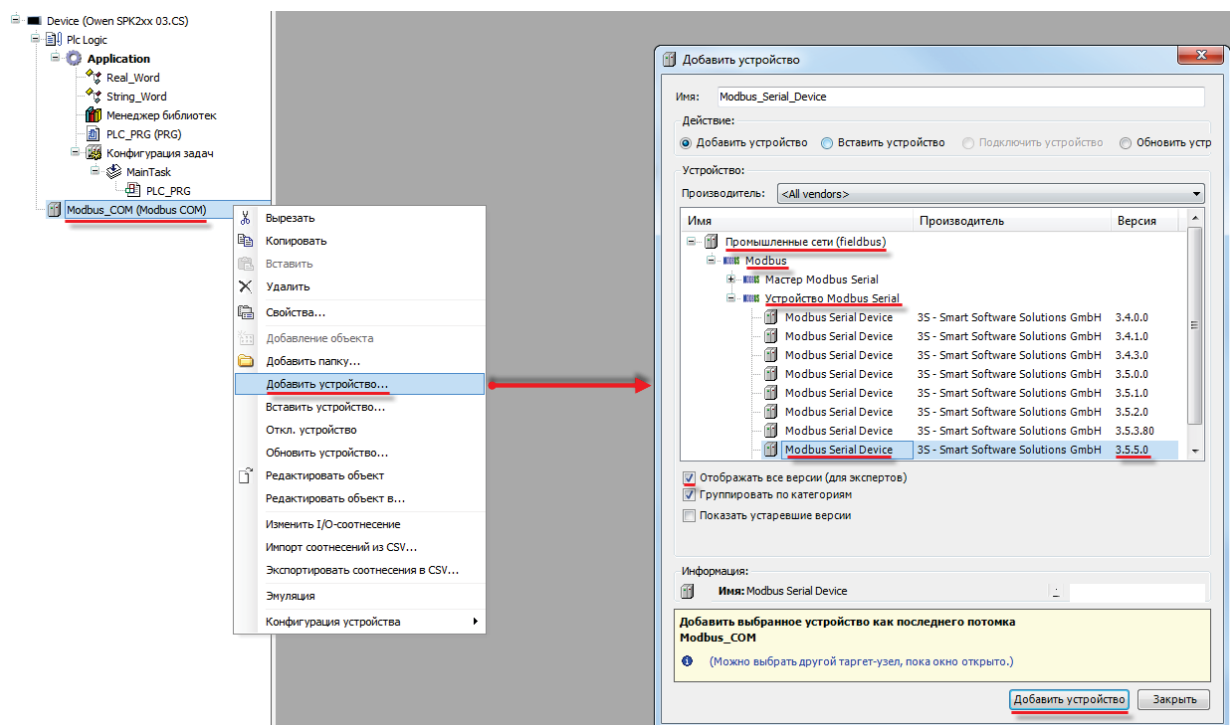 Device (Owen SPK2xx 03.CS)
Plc Logic
Application
Real_Word
String_Word
Менеджер библиотек
PLC_PRG (PRG)
Конфигурация задач
MainTask
PLC_PRG
Modbus_COM (Modbus COM)
Вырезать
Копировать
Вставить
Удалить
Свойства...
Добавление объекта
Добавить папку...
Добавить устройство...
Вставить устройство...
Откл. устройство
Обновить устройство...
Редактировать объект
Редактировать объект в...
Изменить I/O-соотнесение
Импорт соотнесений из CSV...
Экспортировать соотнесения в CSV...
Эмуляция
Конфигурация устройства
Добавить устройство
Имя: Modbus_Serial_Device
Действие:
Добавить устройство Вставить устройство Подключить устройство Обновить устр
Устройство:
Производитель: <All vendors>
Имя Производитель Версия
Промышленные сети (fieldbus)
Modbus
Мастер Modbus Serial
Устройство Modbus Serial
Modbus Serial Device 3S - Smart Software Solutions GmbH 3.4.0.0
Modbus Serial Device 3S - Smart Software Solutions GmbH 3.4.1.0
Modbus Serial Device 3S - Smart Software Solutions GmbH 3.4.3.0
Modbus Serial Device 3S - Smart Software Solutions GmbH 3.5.0.0
Modbus Serial Device 3S - Smart Software Solutions GmbH 3.5.1.0
Modbus Serial Device 3S - Smart Software Solutions GmbH 3.5.2.0
Modbus Serial Device 3S - Smart Software Solutions GmbH 3.5.3.80
Modbus Serial Device 3S - Smart Software Solutions GmbH 3.5.5.0
Отображать все версии (для экспертов)
Группировать по категориям
Показать устаревшие версии
Информация:
Имя: Modbus Serial Device
Добавить выбранное устройство как последнего потомка
Modbus_COM
(Можно выбрать другой таргет-узел, пока окно открыто.)
Добавить устройство Закрыть